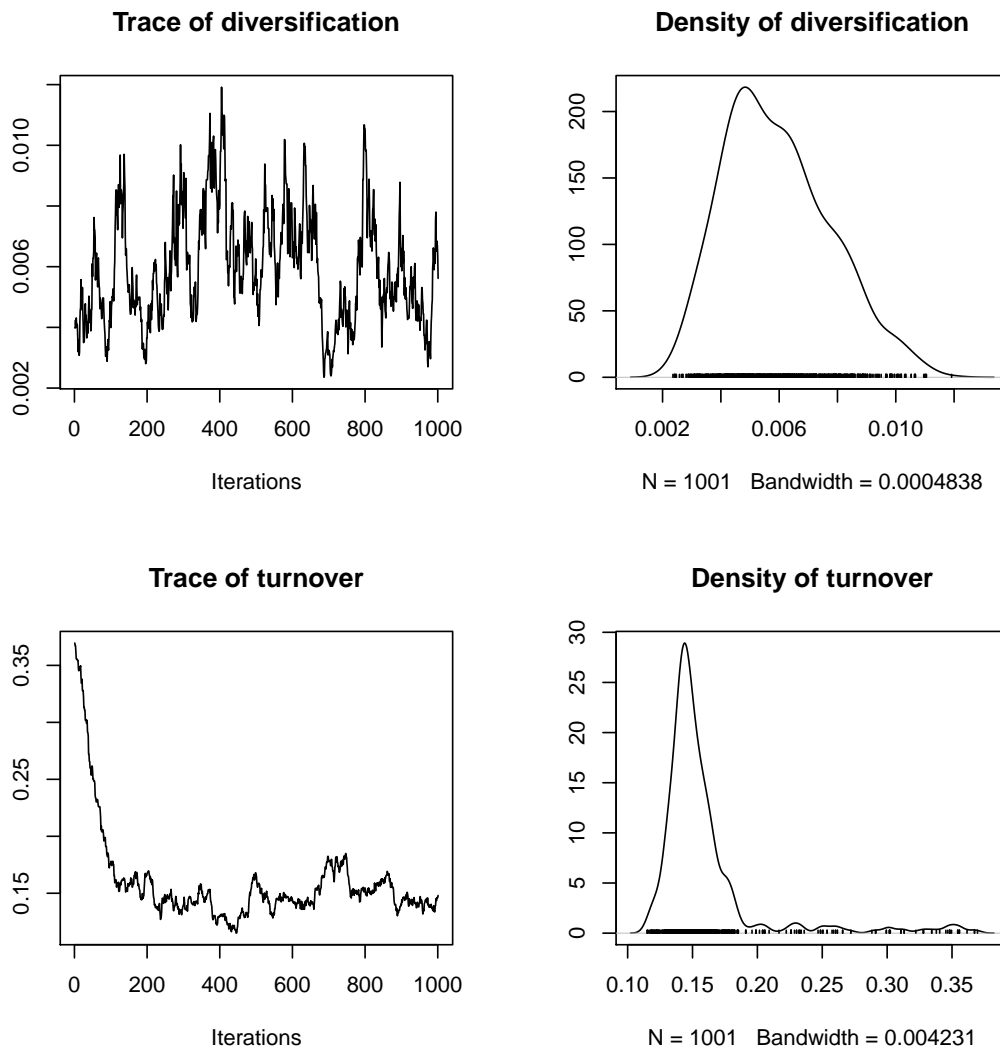 Trace of diversification
0.002 0.006 0.010
0 200 400 600 800 1000
Iterations
Density of diversification
0 50 100 150 200
0.002 0.006 0.010
N = 1001 Bandwidth = 0.0004838
Trace of turnover
0.15 0.25 0.35
0 200 400 600 800 1000
Iterations
Density of turnover
0 5 10 15 20 25 30
0.10 0.15 0.20 0.25 0.30 0.35
N = 1001 Bandwidth = 0.004231